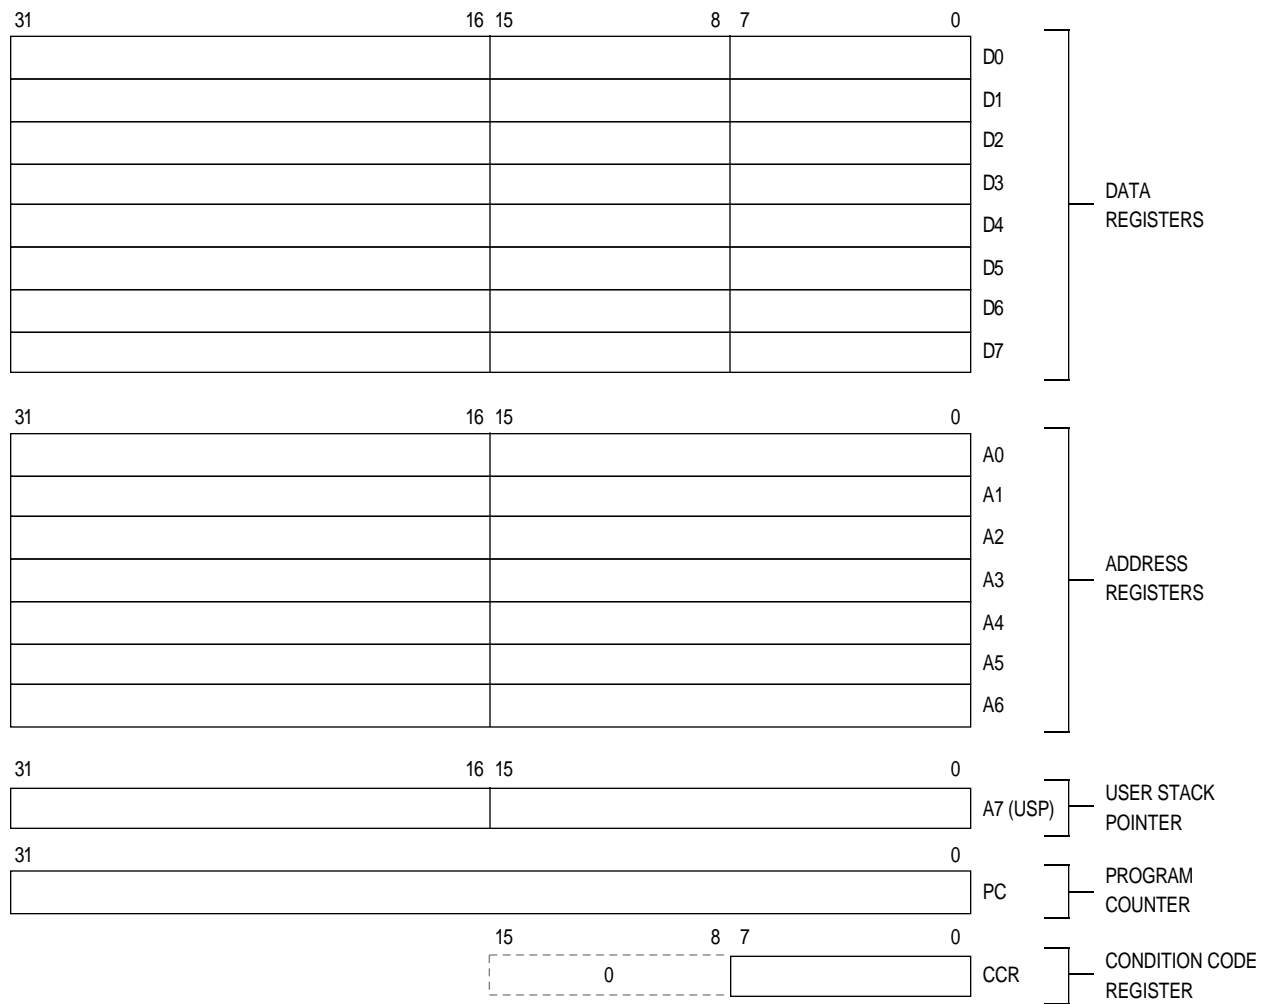 31 16 15 8 7 0
D0
D1
D2
D3
D4
D5
D6
D7
DATA
REGISTERS
31 16 15 0
A0
A1
A2
A3
A4
A5
A6
ADDRESS
REGISTERS
31 16 15 0
A7 (USP)
USER STACK
POINTER
31 0
PC
PROGRAM
COUNTER
15 8 7 0
0
CCR
CONDITION CODE
REGISTER